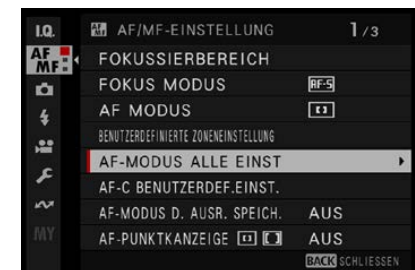 I.Q.
AF/MF-EINSTELLUNG 1/3
AF
MF
FOKUSSIERBEREICH
FOKUS MODUS AF-S
AF MODUS
BENUTZERDEFINIERTE ZONENEINSTELLUNG
AF-MODUS ALLE EINST
AF-C BENUTZERDEF.EINST.
AF-MODUS D. AUSR. SPEICH. AUS
MY
AF-PUNKTKANZEIGE AUS
BACK SCHLIESSEN